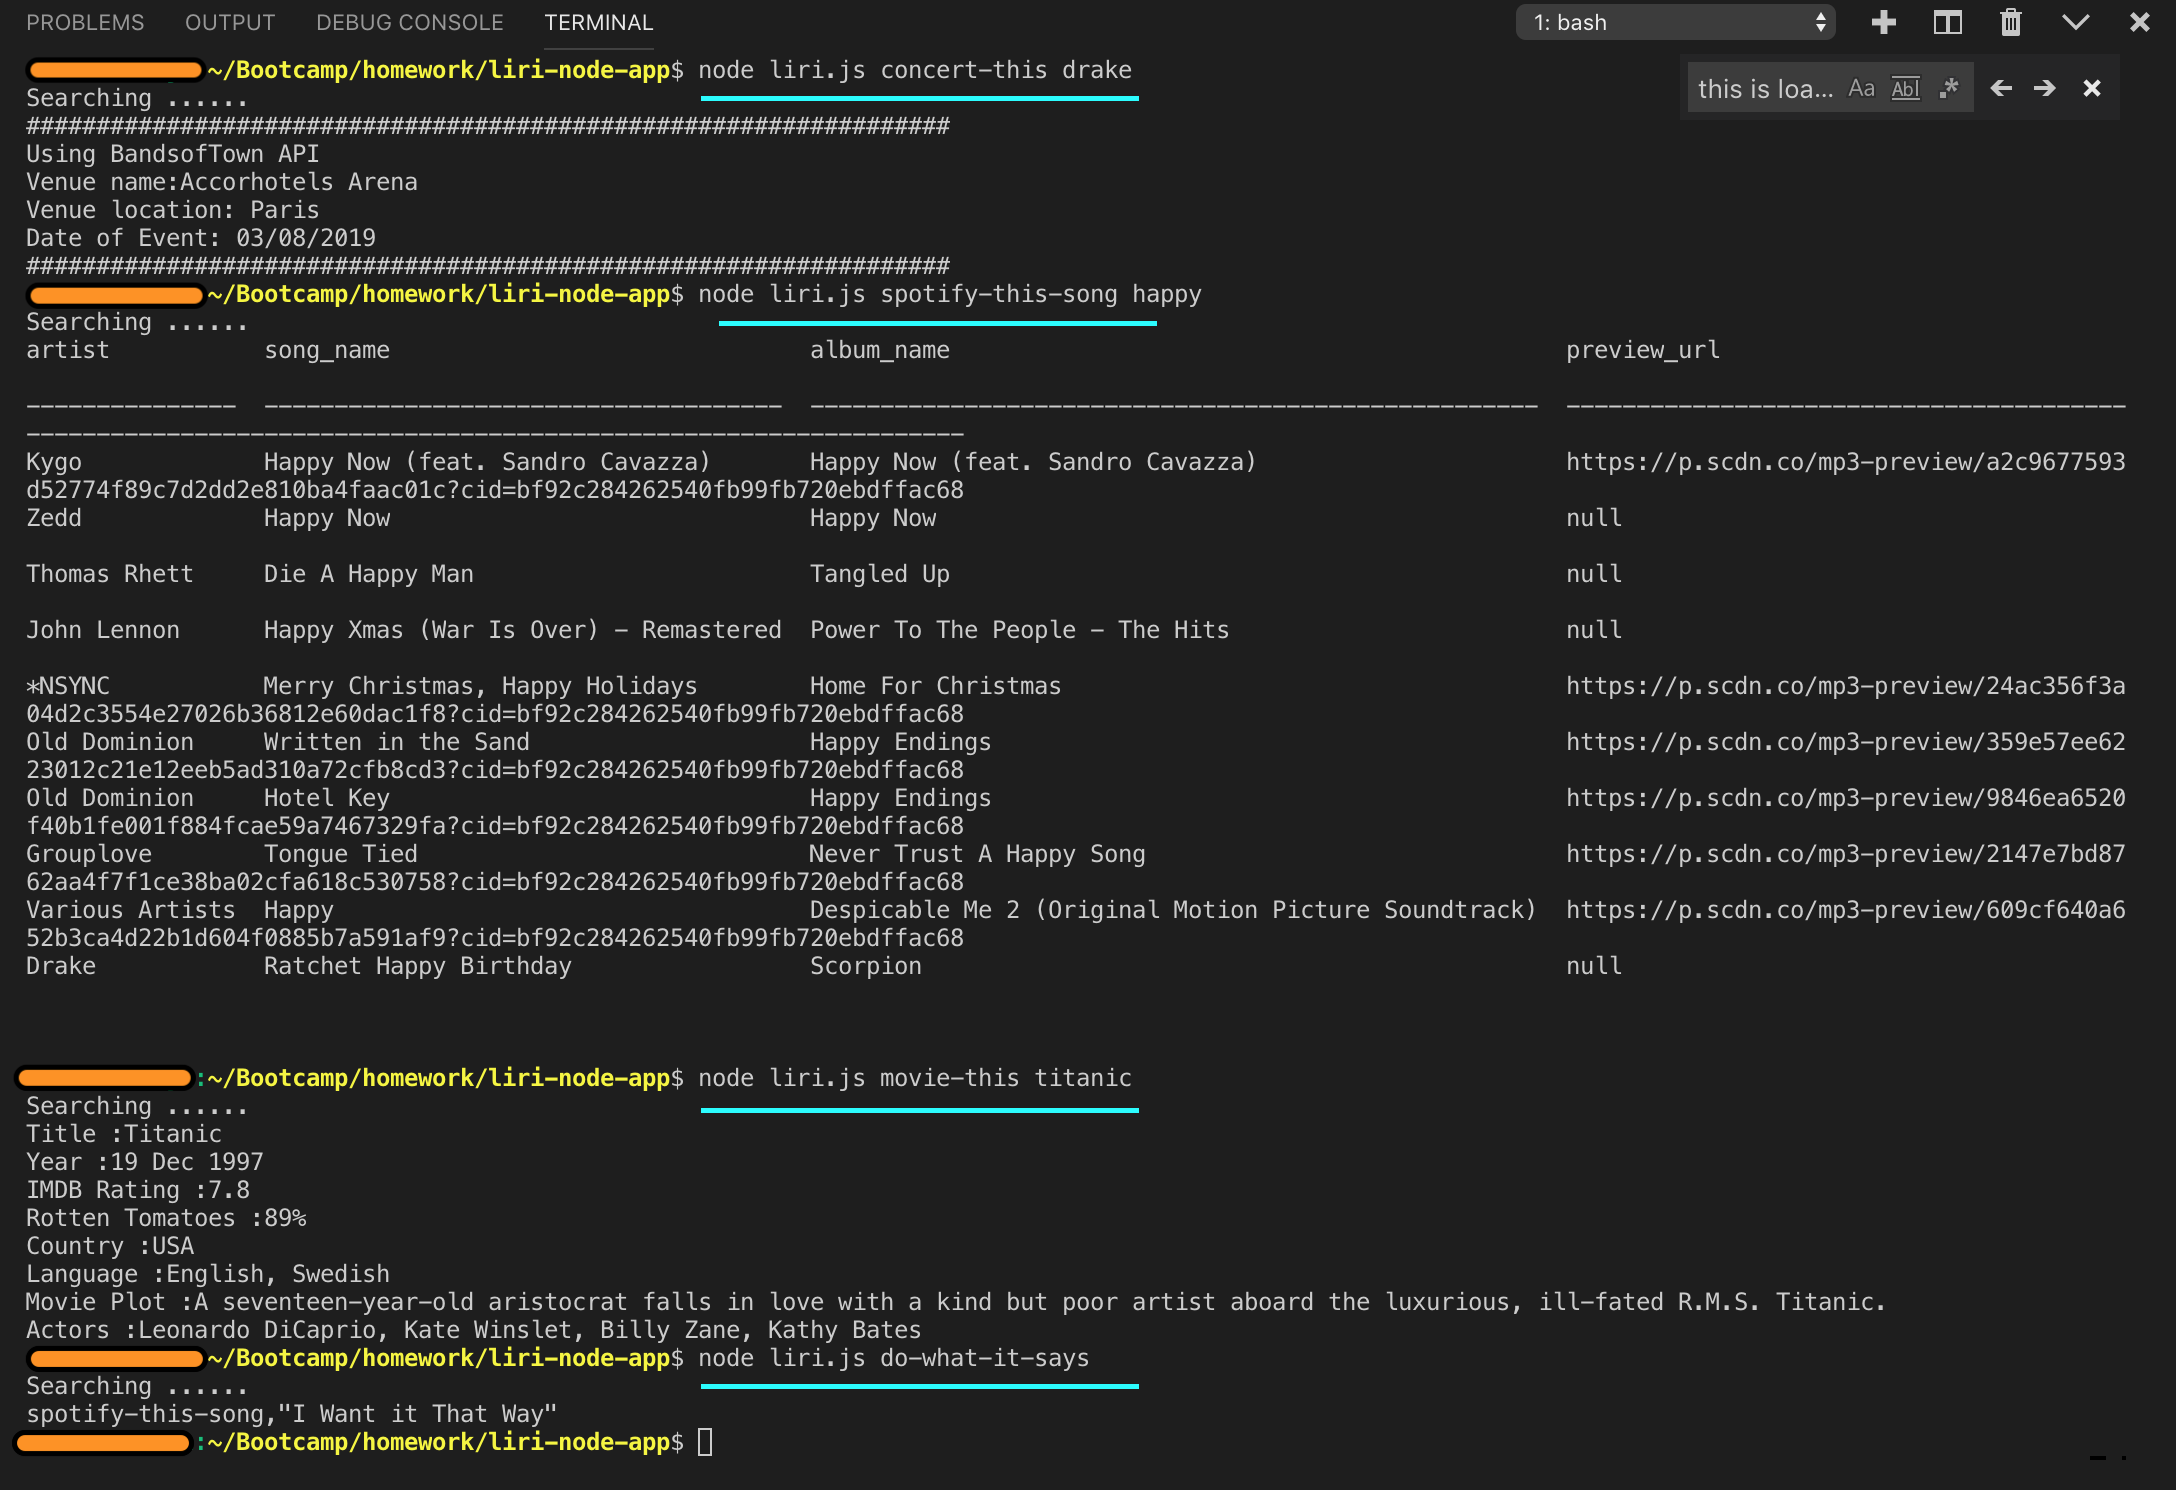 PROBLEMS OUTPUT DEBUG CONSOLE TERMINAL 1: bash
this is loa... Aa Abl .*
~/Bootcamp/homework/liri-node-app$ node liri.js concert-this drake
Searching ......
##################################################################
Using BandsofTown API
Venue name:Accorhotels Arena
Venue location: Paris
Date of Event: 03/08/2019
##################################################################
~/Bootcamp/homework/liri-node-app$ node liri.js spotify-this-song happy
Searching ......
artist song_name album_name preview_url
--------------- ------------------------------------- ---------------------------------------------------- ----------------------------------------
-------------------------------------------------------------------
Kygo Happy Now (feat. Sandro Cavazza) Happy Now (feat. Sandro Cavazza) https://p.scdn.co/mp3-preview/a2c9677593
d52774f89c7d2dd2e810ba4faac01c?cid=bf92c284262540fb99fb720ebdffac68
Zedd Happy Now Happy Now null
Thomas Rhett Die A Happy Man Tangled Up null
John Lennon Happy Xmas (War Is Over) - Remastered Power To The People - The Hits null
*NSYNC Merry Christmas, Happy Holidays Home For Christmas https://p.scdn.co/mp3-preview/24ac356f3a
04d2c3554e27026b36812e60dac1f8?cid=bf92c284262540fb99fb720ebdffac68
Old Dominion Written in the Sand Happy Endings https://p.scdn.co/mp3-preview/359e57ee62
23012c21e12eeb5ad310a72cfb8cd3?cid=bf92c284262540fb99fb720ebdffac68
Old Dominion Hotel Key Happy Endings https://p.scdn.co/mp3-preview/9846ea6520
f40b1fe001f884fcae59a7467329fa?cid=bf92c284262540fb99fb720ebdffac68
Grouplove Tongue Tied Never Trust A Happy Song https://p.scdn.co/mp3-preview/2147e7bd87
62aa4f7f1ce38ba02cfa618c530758?cid=bf92c284262540fb99fb720ebdffac68
Various Artists Happy Despicable Me 2 (Original Motion Picture Soundtrack) https://p.scdn.co/mp3-preview/609cf640a6
52b3ca4d22b1d604f0885b7a591af9?cid=bf92c284262540fb99fb720ebdffac68
Drake Ratchet Happy Birthday Scorpion null
:~/Bootcamp/homework/liri-node-app$ node liri.js movie-this titanic
Searching ......
Title :Titanic
Year :19 Dec 1997
IMDB Rating :7.8
Rotten Tomatoes :89%
Country :USA
Language :English, Swedish
Movie Plot :A seventeen-year-old aristocrat falls in love with a kind but poor artist aboard the luxurious, ill-fated R.M.S. Titanic.
Actors :Leonardo DiCaprio, Kate Winslet, Billy Zane, Kathy Bates
~/Bootcamp/homework/liri-node-app$ node liri.js do-what-it-says
Searching ......
spotify-this-song,"I Want it That Way"
:~/Bootcamp/homework/liri-node-app$